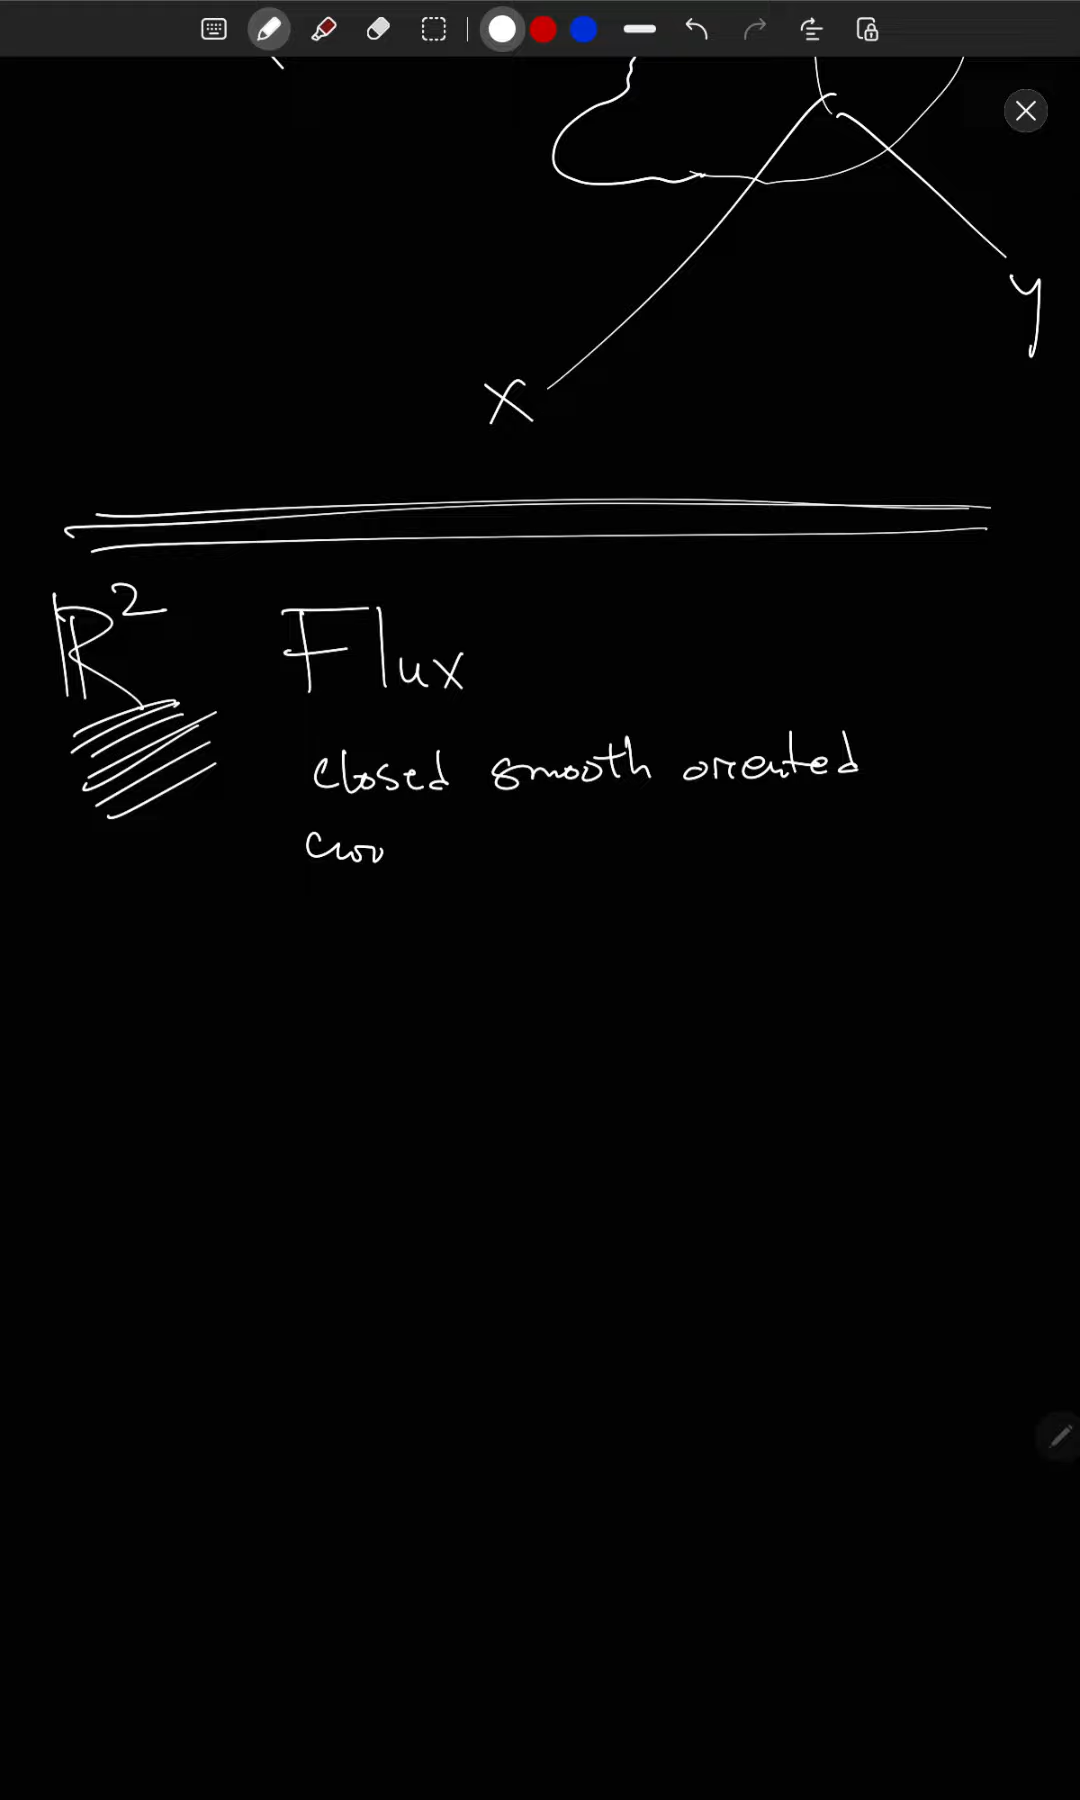 y
x
ℝ² Flux
closed smooth oriented